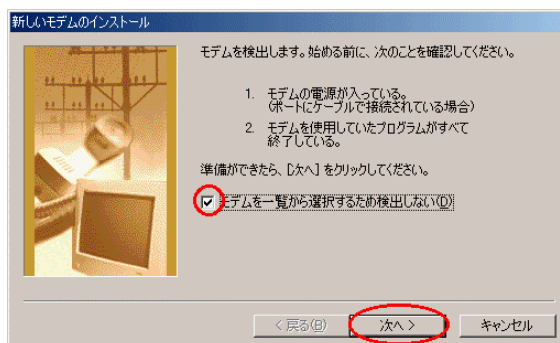 新しいモデムのインストール
モデムを検出します。始める前に、次のことを確認してください。
1. モデムの電源が入っている。
(ポートにケーブルで接続されている場合)
2. モデムを使用していたプログラムがすべて
終了している。
準備ができたら、[次へ] をクリックしてください。
モデムを一覧から選択するため検出しない(D)
< 戻る(B)
次へ >
キャンセル